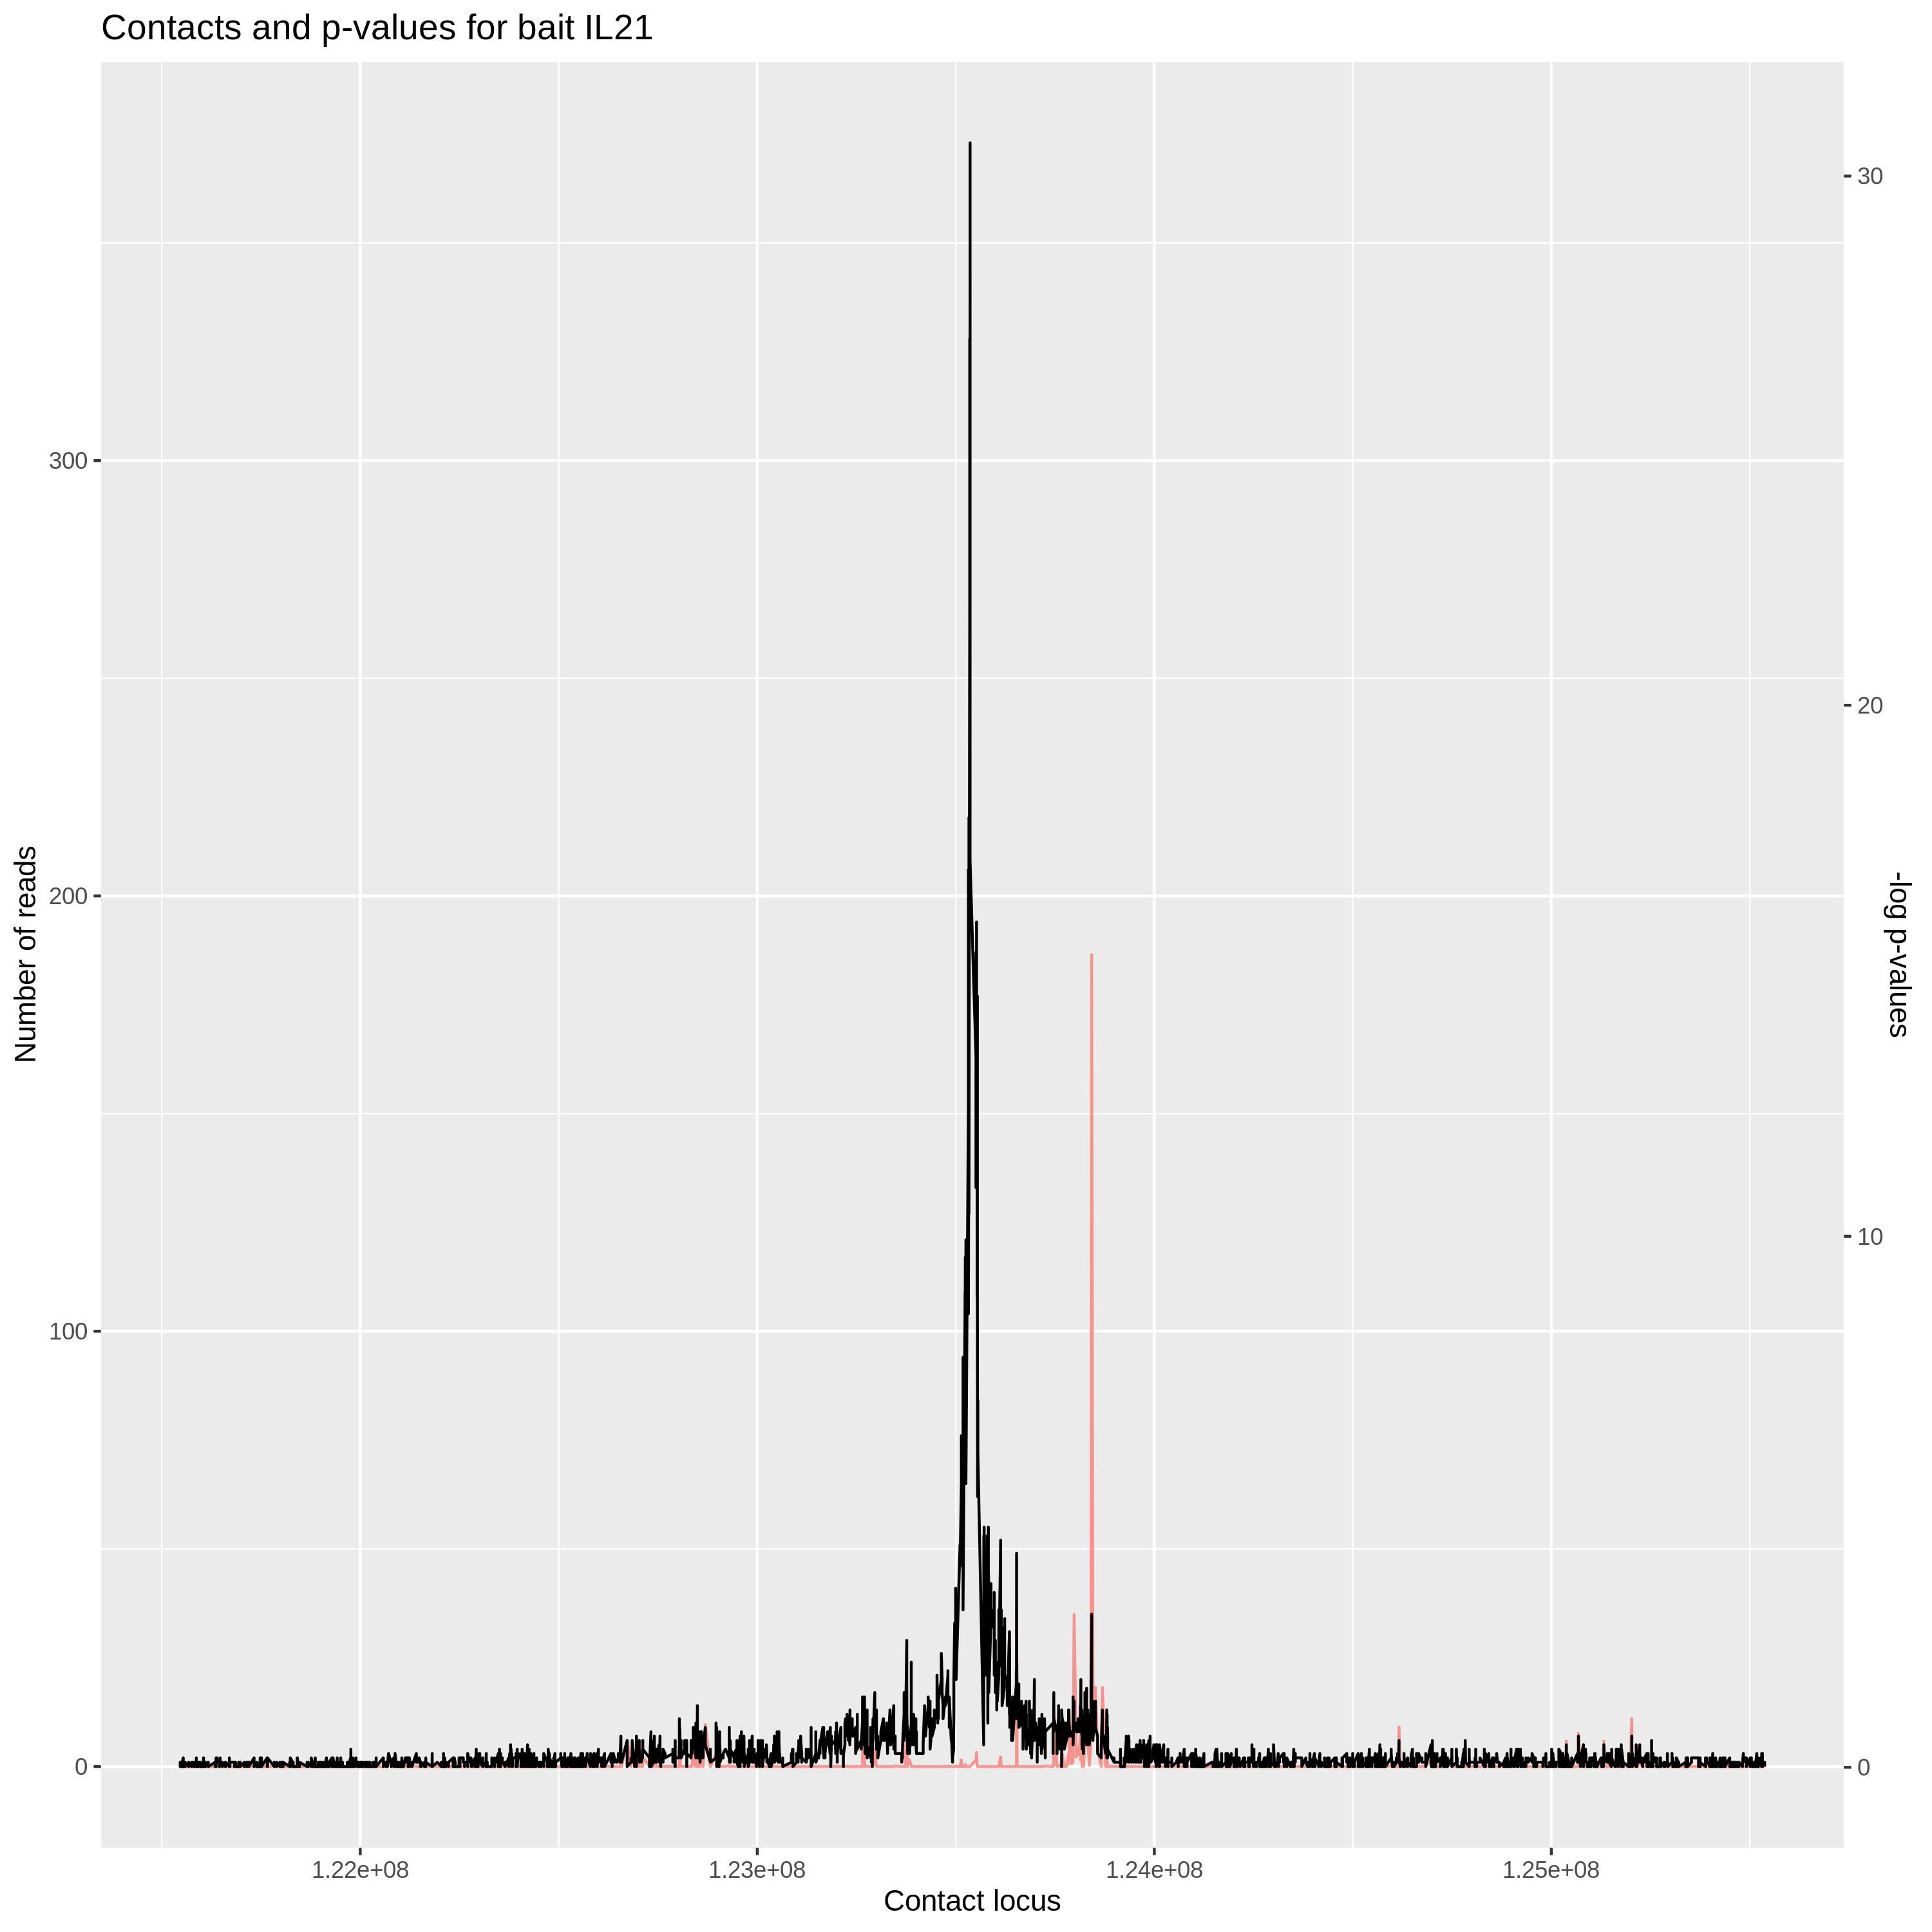 Contacts and p-values for bait IL21
Number of reads
300
200
100
0
30
20
10
0
-log p-values
1.22e+08
1.23e+08
1.24e+08
1.25e+08
Contact locus